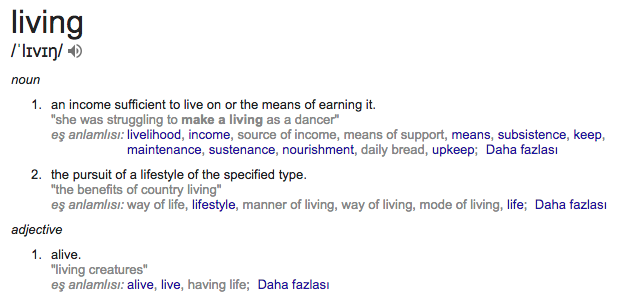 living
/ˈlɪvɪŋ/
noun
1. an income sufficient to live on or the means of earning it.
"she was struggling to make a living as a dancer"
eş anlamlısı: livelihood, income, source of income, means of support, means, subsistence, keep,
maintenance, sustenance, nourishment, daily bread, upkeep; Daha fazlası
2. the pursuit of a lifestyle of the specified type.
"the benefits of country living"
eş anlamlısı: way of life, lifestyle, manner of living, way of living, mode of living, life; Daha fazlası
adjective
1. alive.
"living creatures"
eş anlamlısı: alive, live, having life; Daha fazlası